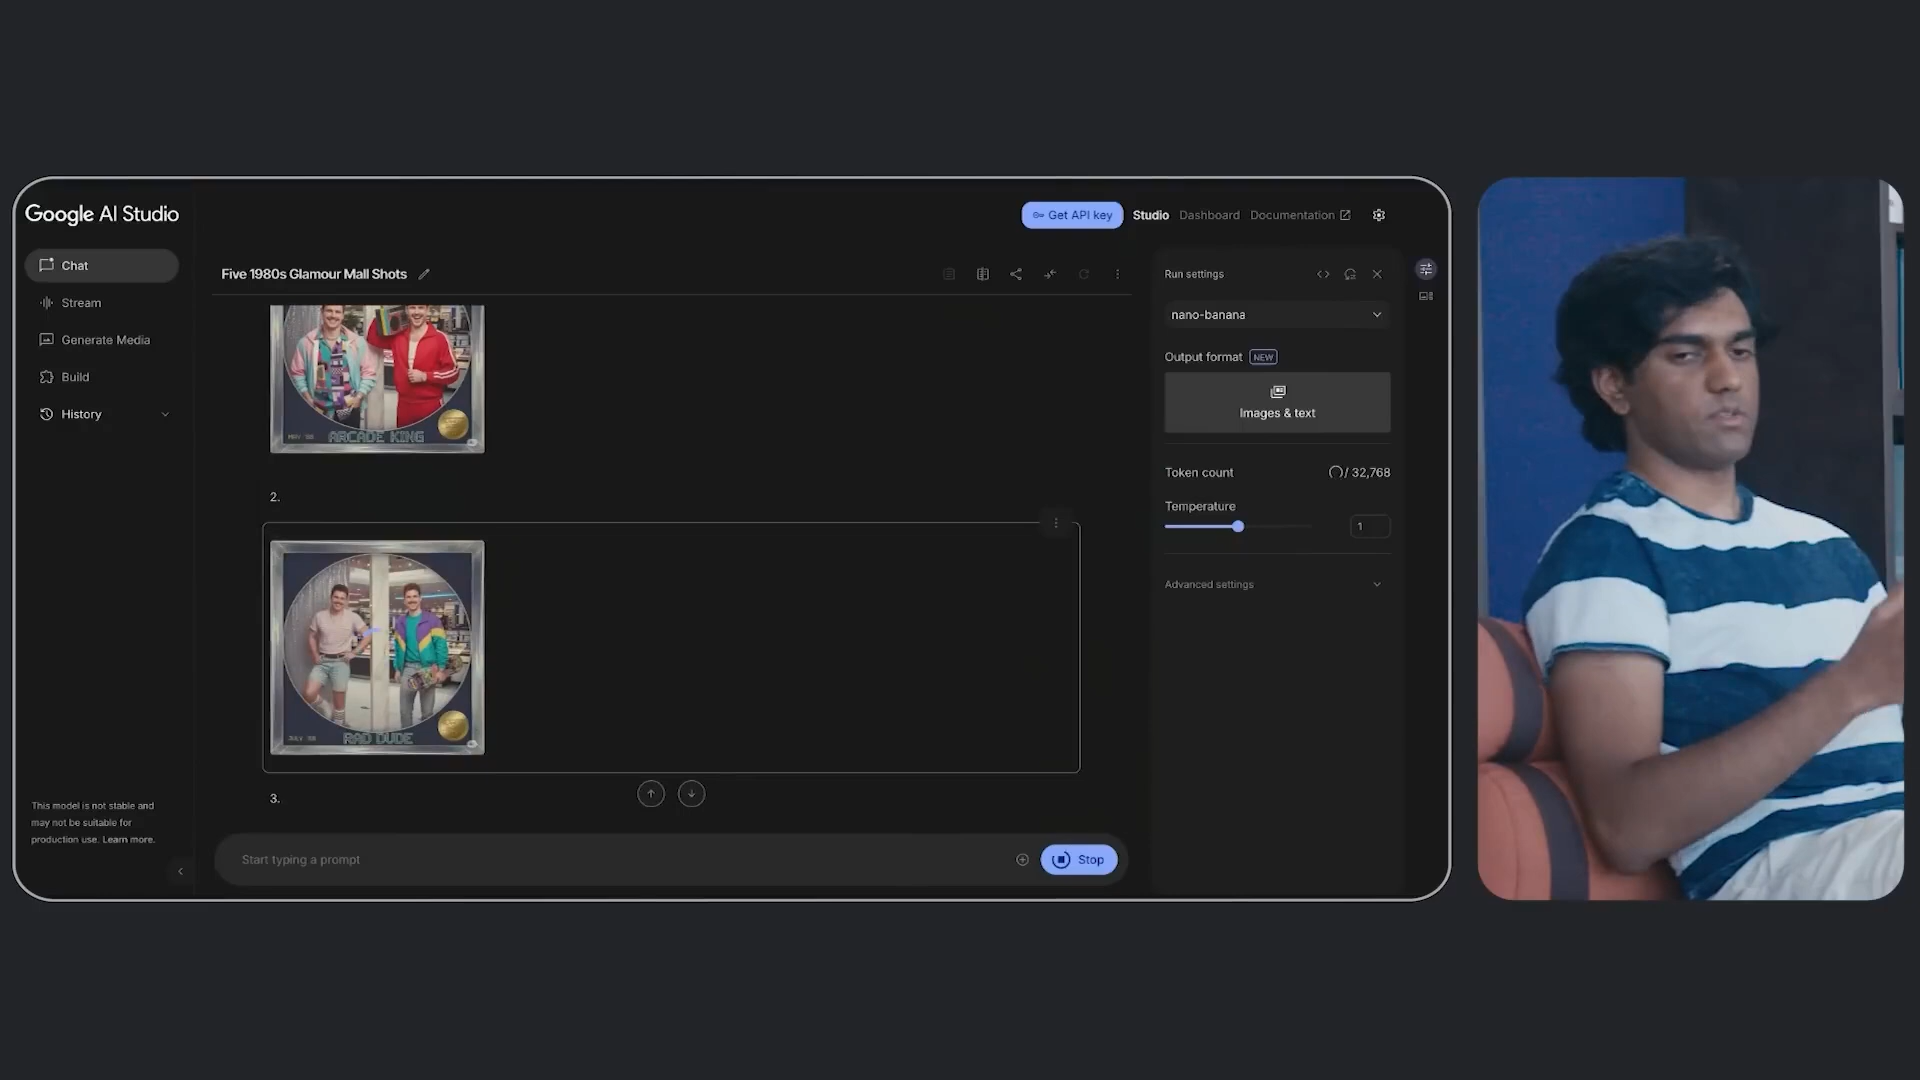 Google AI Studio
Get API key
Studio
Dashboard
Documentation
Chat
Stream
Generate Media
Build
History
This model is not stable and
may not be suitable for
production use. Learn more.
Five 1980s Glamour Mall Shots
MAY '88
ARCADE KING
2.
RAD DUDE
3.
Start typing a prompt
Stop
Run settings
nano-banana
Output format NEW
Images & text
Token count / 32,768
Temperature
1
Advanced settings